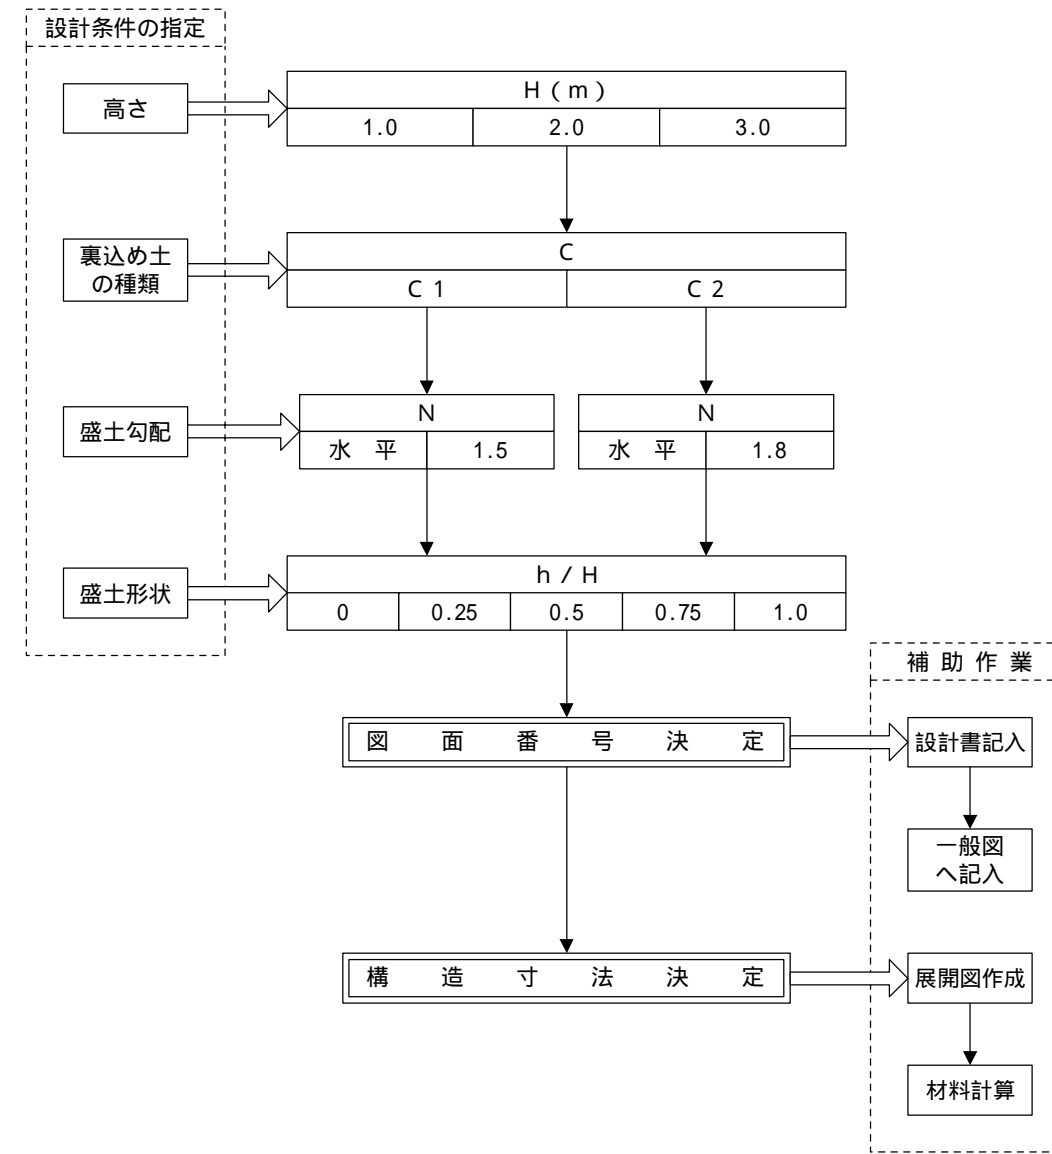 設計条件の指定
高さ
H(m)
1.0 2.0 3.0
裏込め土
の種類
C
C1 C2
盛土勾配
N N
水 平 1.5 水 平 1.8
盛土形状
h/H
0 0.25 0.5 0.75 1.0
補助作業
図面番号決定
設計書記入
一般図
へ記入
構造寸法決定
展開図作成
材料計算